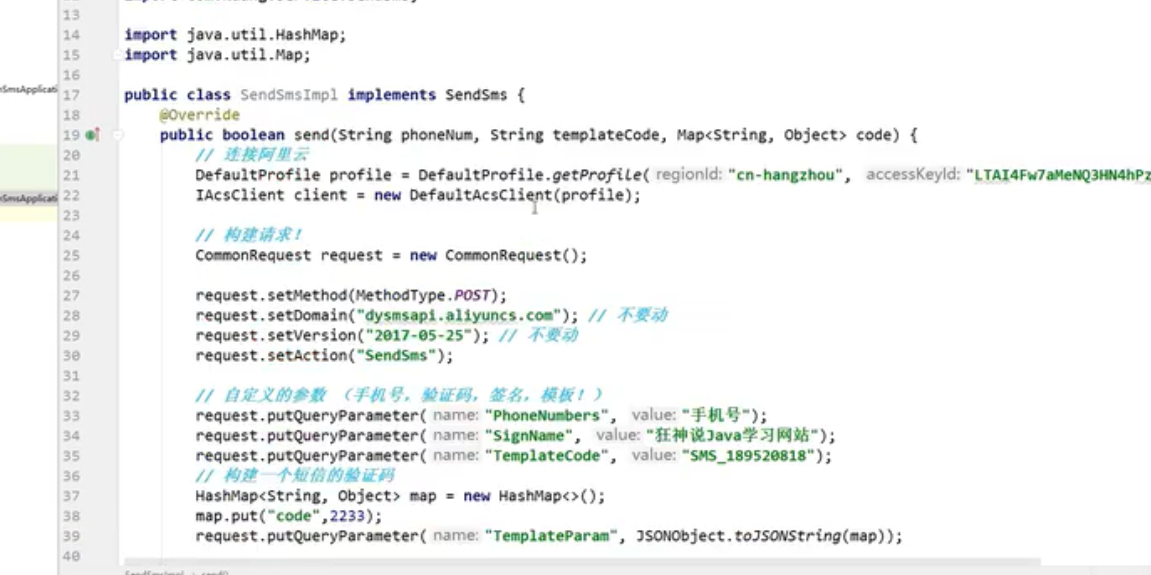 13
14 import java.util.HashMap;
15 import java.util.Map;
16
17 public class SendSmsImpl implements SendSms {
18 @Override
19 public boolean send(String phoneNum, String templateCode, Map<String, Object> code) {
20 // 连接阿里云
21 DefaultProfile profile = DefaultProfile.getProfile( regionId: "cn-hangzhou", accessKeyId: "LTAI4Fw7aMeNQ3HN4hPz
22 IAcsClient client = new DefaultAcsClient(profile);
23
24 // 构建请求!
25 CommonRequest request = new CommonRequest();
26
27 request.setMethod(MethodType.POST);
28 request.setDomain("dysmsapi.aliyuncs.com"); // 不要动
29 request.setVersion("2017-05-25"); // 不要动
30 request.setAction("SendSms");
31
32 // 自定义的参数 (手机号,验证码,签名,模板!)
33 request.putQueryParameter( name: "PhoneNumbers", value: "手机号");
34 request.putQueryParameter( name: "SignName", value: "狂神说Java学习网站");
35 request.putQueryParameter( name: "TemplateCode", value: "SMS_189520818");
36 // 构建一个短信的验证码
37 HashMap<String, Object> map = new HashMap<>();
38 map.put("code",2233);
39 request.putQueryParameter( name: "TemplateParam", JSONObject.toJSONString(map));
40